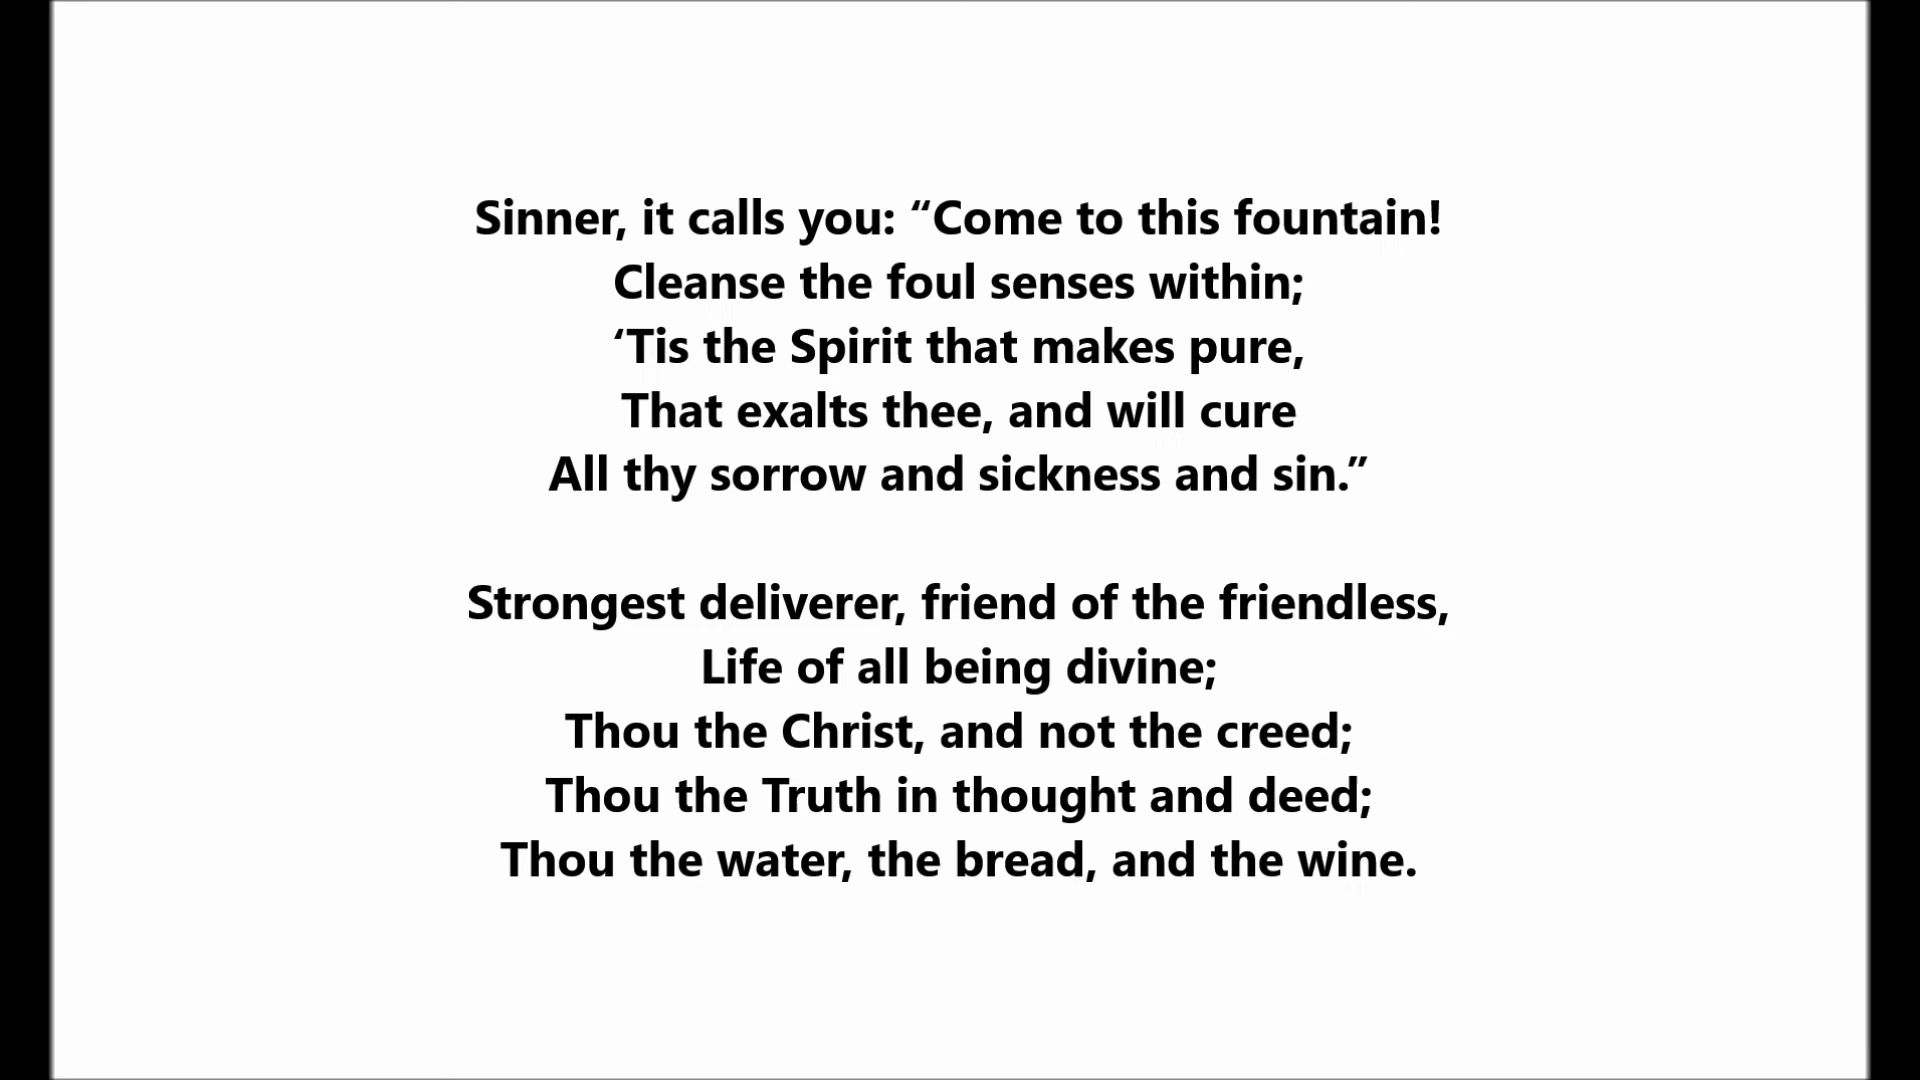 Sinner, it calls you: “Come to this fountain!
Cleanse the foul senses within;
‘Tis the Spirit that makes pure,
That exalts thee, and will cure
All thy sorrow and sickness and sin.”
Strongest deliverer, friend of the friendless,
Life of all being divine;
Thou the Christ, and not the creed;
Thou the Truth in thought and deed;
Thou the water, the bread, and the wine.